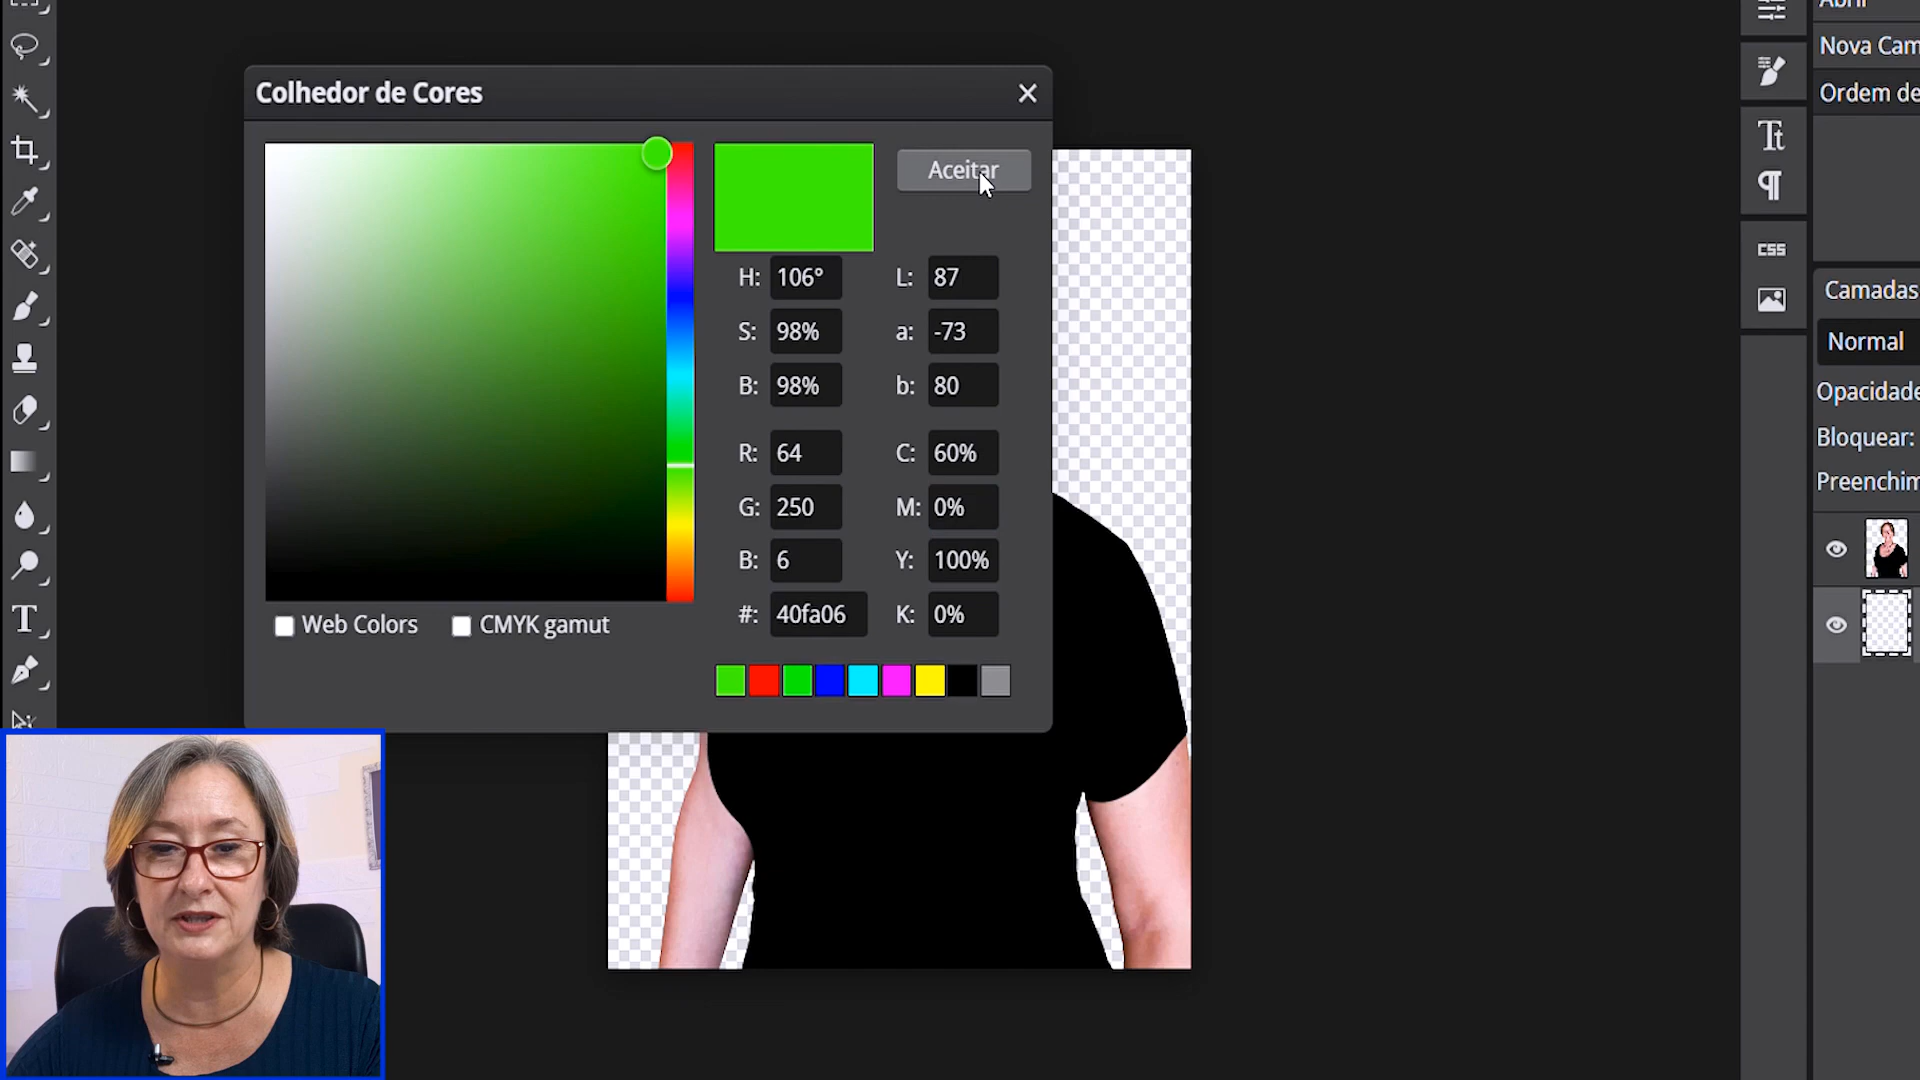 Abrir
Nova Cam
Ordem de
Colhedor de Cores
Aceitar
H: 106° L: 87
S: 98% a: -73
B: 98% b: 80
R: 64 C: 60%
G: 250 M: 0%
B: 6 Y: 100%
#: 40fa06 K: 0%
Web Colors CMYK gamut
CSS
Camadas
Normal
Opacidade
Bloquear:
Preenchim